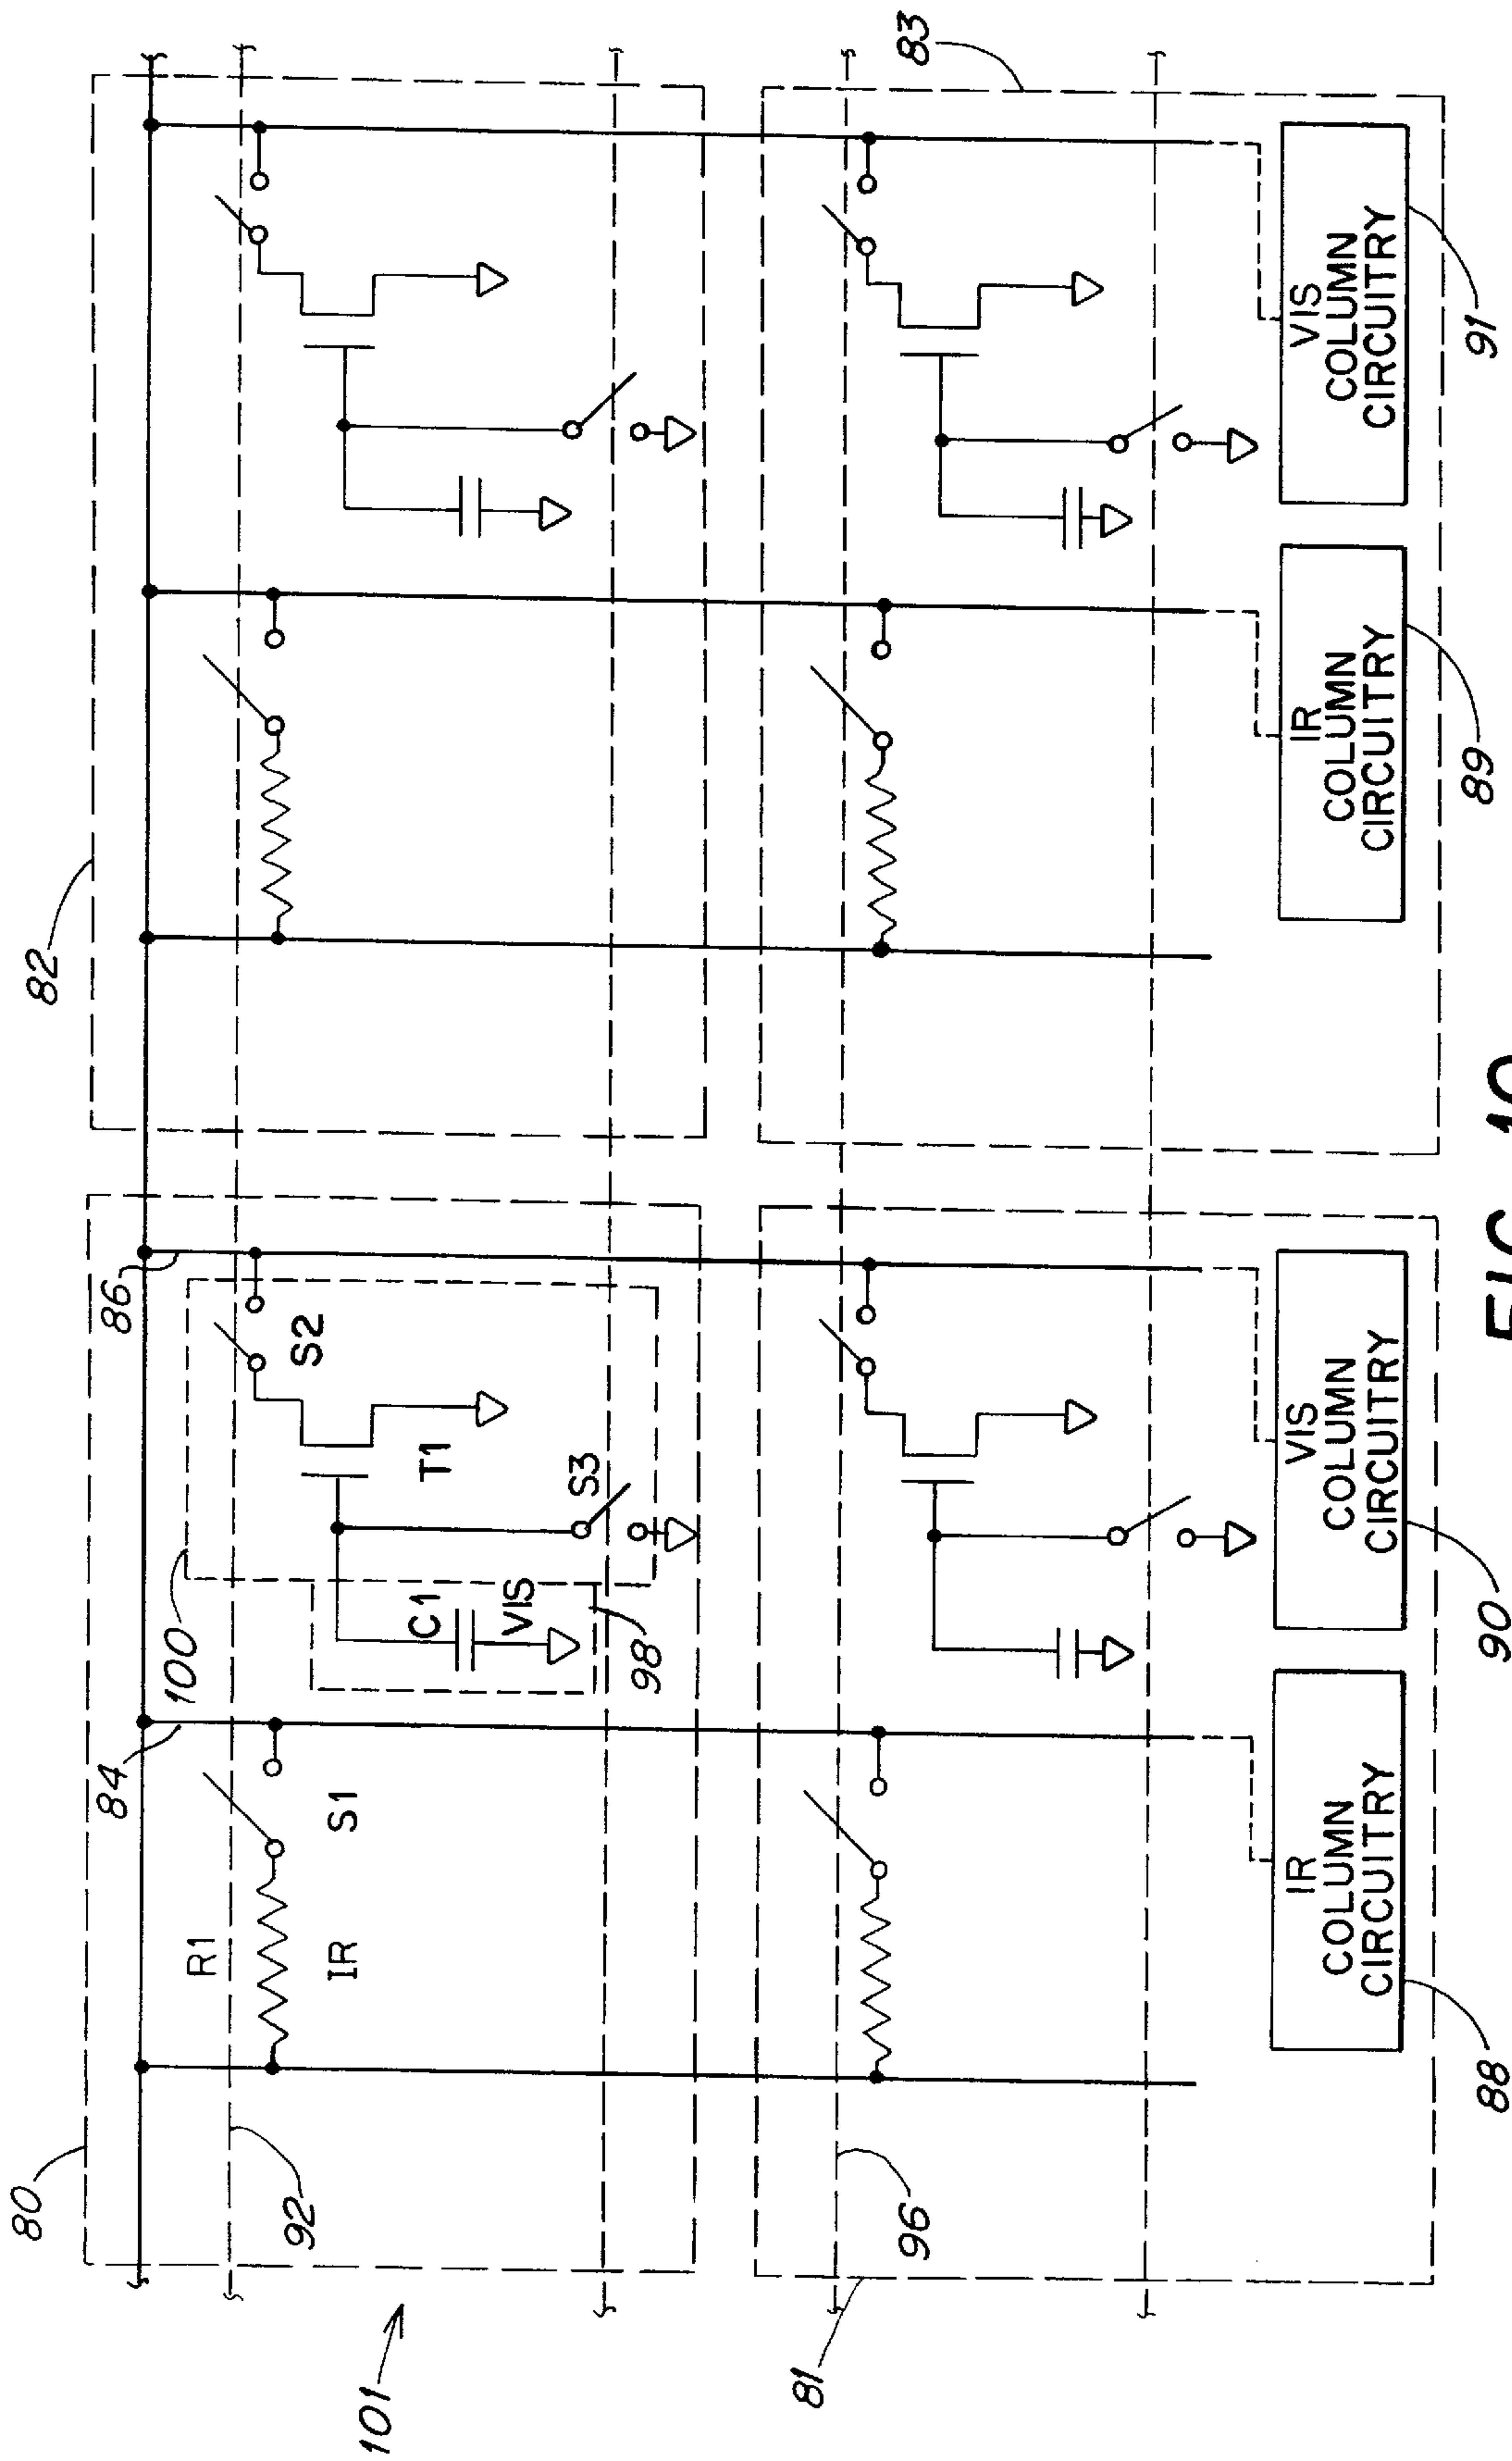 80
82
84
86
100
R1
92
S2
IR
S1
101
C1
T1
VIS
S3
98
81
96
83
IR
COLUMN
CIRCUITRY
VIS
COLUMN
CIRCUITRY
IR
COLUMN
CIRCUITRY
VIS
COLUMN
CIRCUITRY
88
90
89
91
FIG.